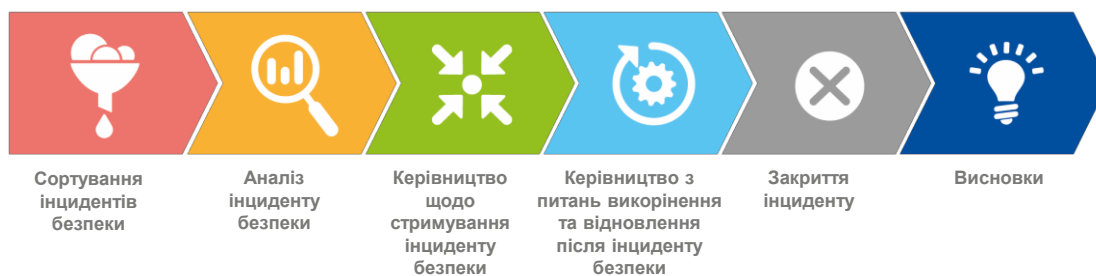 Сортування
інцидентів
безпеки
Аналіз
інциденту
безпеки
Керівництво
щодо
стримування
інциденту
безпеки
Керівництво з
питань викорінення
та відновлення
після інциденту
безпеки
Закриття
інциденту
Висновки